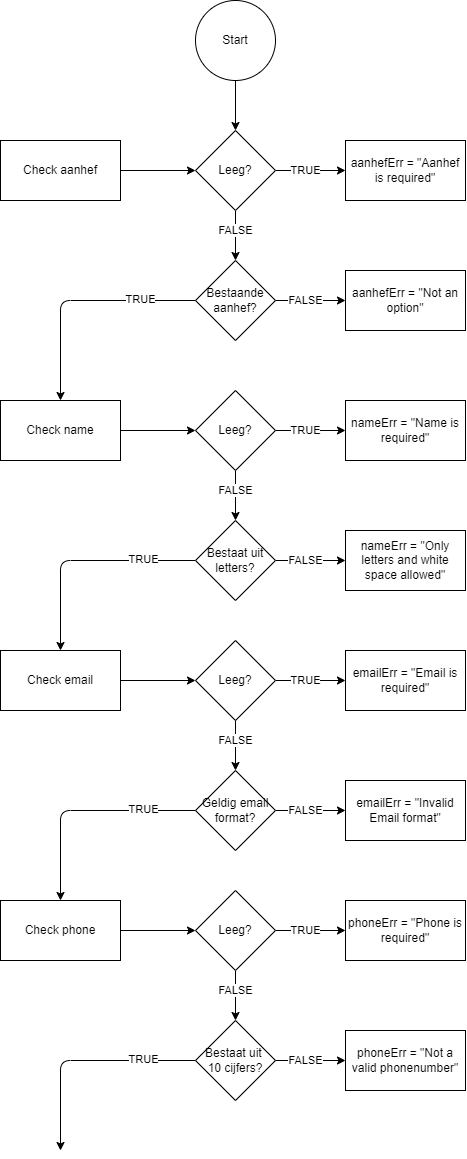 Start
Check aanhef
Leeg?
TRUE
aanhefErr = "Aanhef
is required"
FALSE
TRUE
Bestaande
aanhef?
FALSE
aanhefErr = "Not an
option"
Check name
Leeg?
TRUE
nameErr = "Name is
required"
FALSE
TRUE
Bestaat uit
letters?
FALSE
nameErr = "Only
letters and white
space allowed"
Check email
Leeg?
TRUE
emailErr = "Email is
required"
FALSE
TRUE
Geldig email
format?
FALSE
emailErr = "Invalid
Email format"
Check phone
Leeg?
TRUE
phoneErr = "Phone is
required"
FALSE
TRUE
Bestaat uit
10 cijfers?
FALSE
phoneErr = "Not a
valid phonenumber"